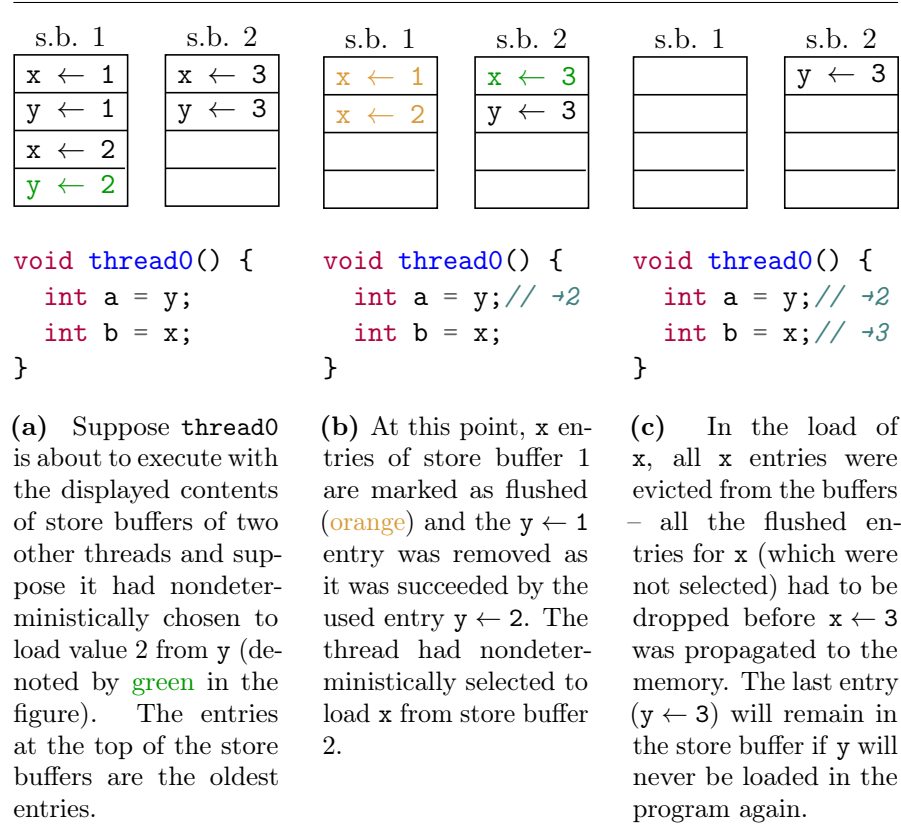 s.b. 1 s.b. 2
x ← 1 x ← 3
y ← 1 y ← 3
x ← 2
y ← 2
void thread0() {
int a = y;
int b = x;
}
(a) Suppose thread0
is about to execute with
the displayed contents
of store buffers of two
other threads and sup-
pose it had nondeter-
ministically chosen to
load value 2 from y (de-
noted by green in the
figure). The entries
at the top of the store
buffers are the oldest
entries.
s.b. 1 s.b. 2
x ← 1 x ← 3
x ← 2 y ← 3
void thread0() {
int a = y;// →2
int b = x;
}
(b) At this point, x en-
tries of store buffer 1
are marked as flushed
(orange) and the y ← 1
entry was removed as
it was succeeded by the
used entry y ← 2. The
thread had nondeter-
ministically selected to
load x from store buffer
2.
s.b. 1 s.b. 2
y ← 3
void thread0() {
int a = y;// →2
int b = x;// →3
}
(c) In the load of
x, all x entries were
evicted from the buffers
– all the flushed en-
tries for x (which were
not selected) had to be
dropped before x ← 3
was propagated to the
memory. The last entry
(y ← 3) will remain in
the store buffer if y will
never be loaded in the
program again.